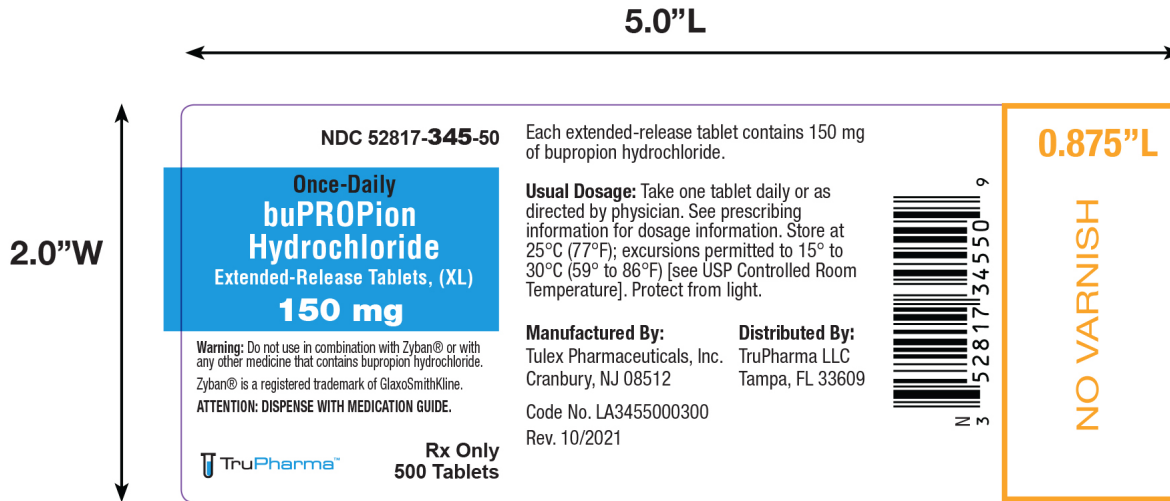 5.0”L
2.0”W
NDC 52817-345-50
Once-Daily
buPROPion
Hydrochloride
Extended-Release Tablets, (XL)
150 mg
Warning: Do not use in combination with Zyban® or with
any other medicine that contains bupropion hydrochloride.
Zyban® is a registered trademark of GlaxoSmithKline.
ATTENTION: DISPENSE WITH MEDICATION GUIDE.
TruPharma™
Rx Only
500 Tablets
Each extended-release tablet contains 150 mg
of bupropion hydrochloride.
Usual Dosage: Take one tablet daily or as
directed by physician. See prescribing
information for dosage information. Store at
25°C (77°F); excursions permitted to 15° to
30°C (59° to 86°F) [see USP Controlled Room
Temperature]. Protect from light.
Manufactured By:
Tulex Pharmaceuticals, Inc.
Cranbury, NJ 08512
Distributed By:
TruPharma LLC
Tampa, FL 33609
Code No. LA3455000300
Rev. 10/2021
N
3 52817 34550 9
0.875”L
NO VARNISH